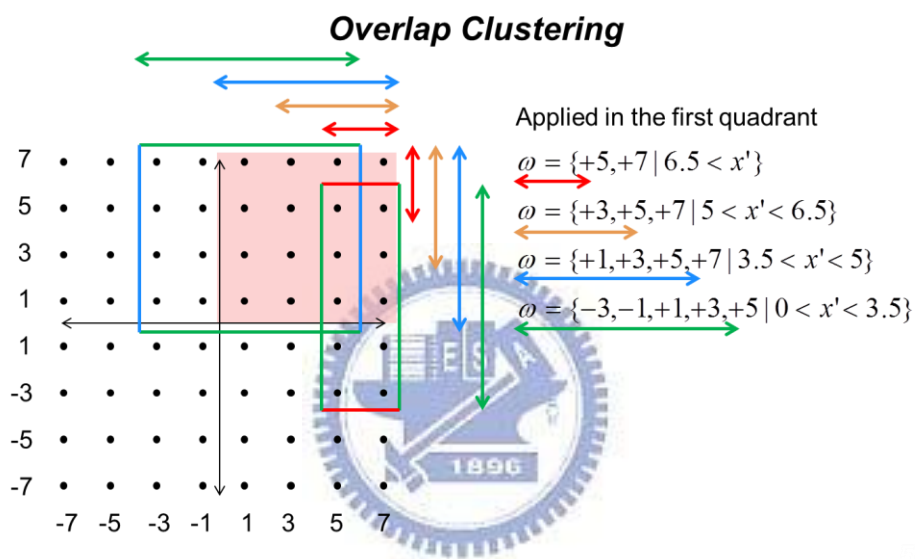 Overlap Clustering
Applied in the first quadrant
ω = {+5,+7 | 6.5 < x'}
ω = {+3,+5,+7 | 5 < x' < 6.5}
ω = {+1,+3,+5,+7 | 3.5 < x' < 5}
ω = {−3,−1,+1,+3,+5 | 0 < x' < 3.5}
7
5
3
1
1
-3
-5
-7
-7 -5 -3 -1 1 3 5 7
E S A
1896